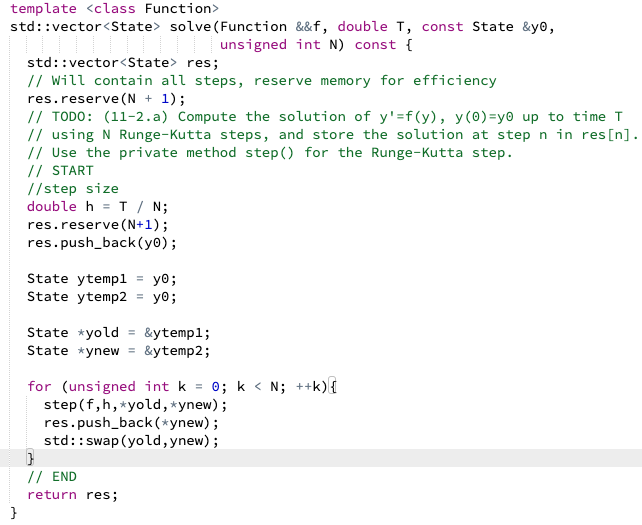 template <class Function>
std::vector<State> solve(Function &&f, double T, const State &y0,
                         unsigned int N) const {
  std::vector<State> res;
  // Will contain all steps, reserve memory for efficiency
  res.reserve(N + 1);
  // TODO: (11-2.a) Compute the solution of y'=f(y), y(0)=y0 up to time T
  // using N Runge-Kutta steps, and store the solution at step n in res[n].
  // Use the private method step() for the Runge-Kutta step.
  // START
  //step size
  double h = T / N;
  res.reserve(N+1);
  res.push_back(y0);

  State ytemp1 = y0;
  State ytemp2 = y0;

  State *yold = &ytemp1;
  State *ynew = &ytemp2;

  for (unsigned int k = 0; k < N; ++k){
    step(f,h,*yold,*ynew);
    res.push_back(*ynew);
    std::swap(yold,ynew);
  }
  // END
  return res;
}